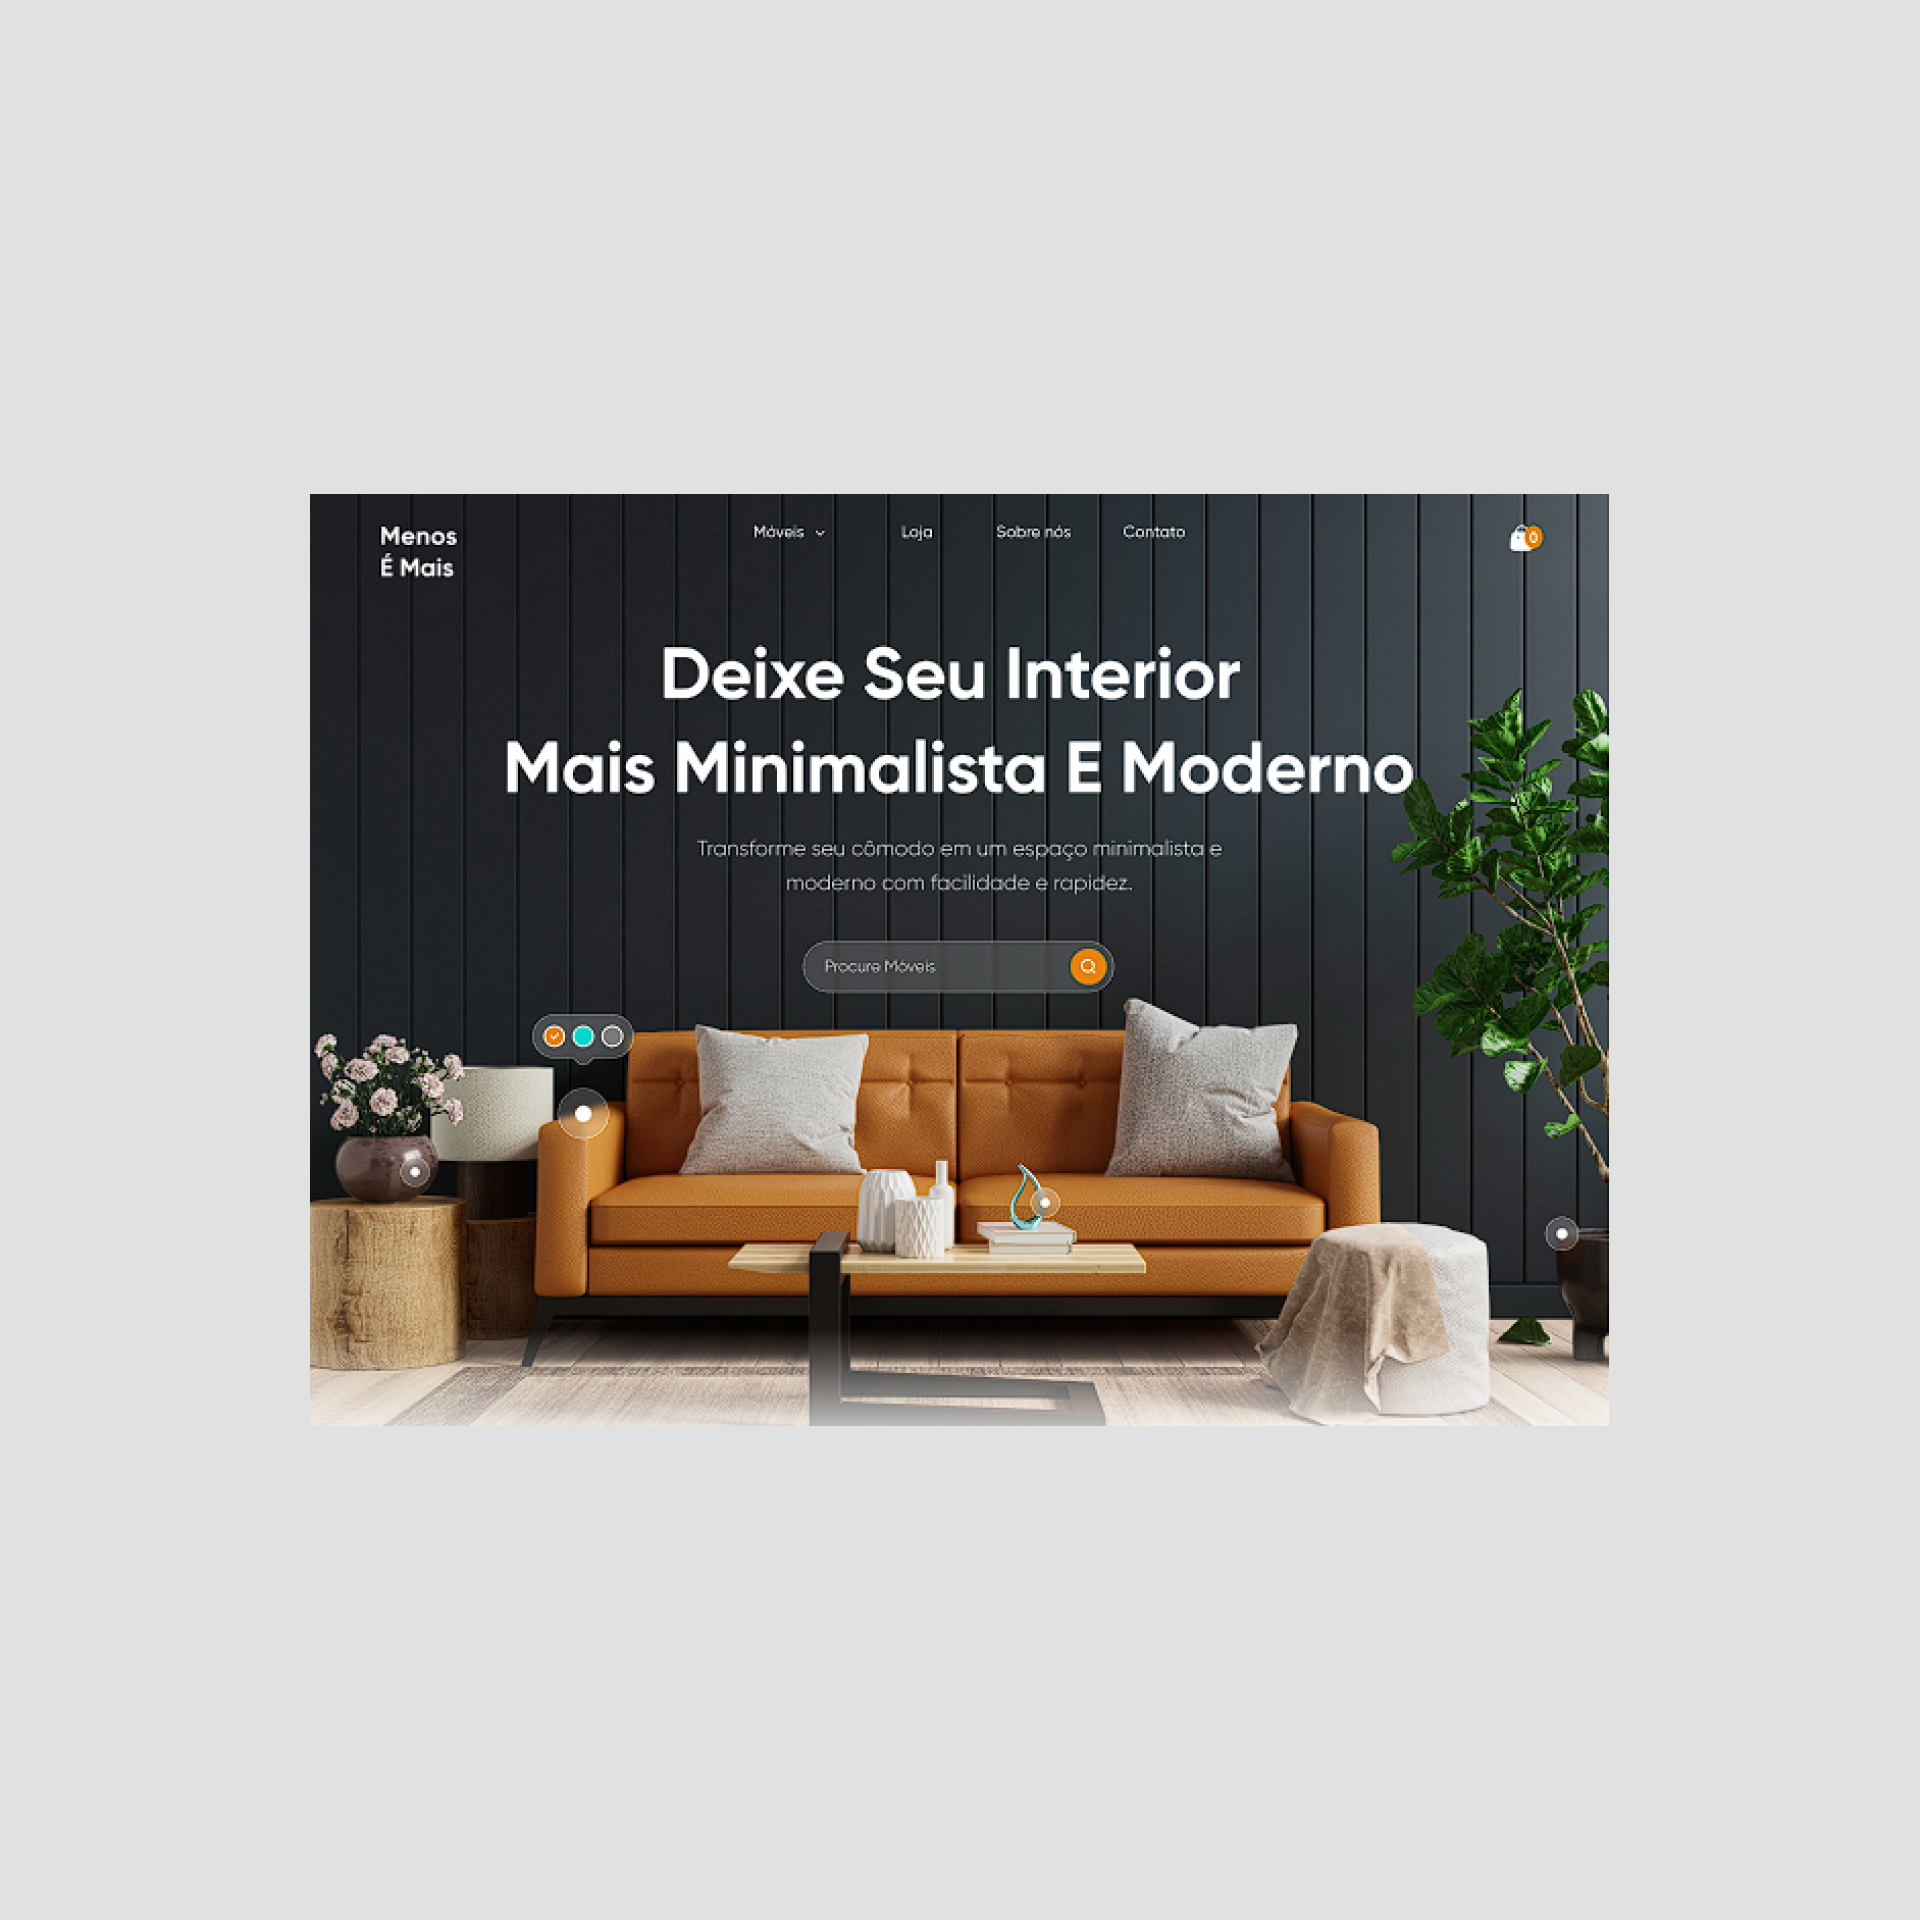 Menos
É Mais
Móveis
Loja
Sobre nós
Contato
0
Deixe Seu Interior
Mais Minimalista E Moderno
Transforme seu cômodo em um espaço minimalista e
moderno com facilidade e rapidez.
Procure Móveis